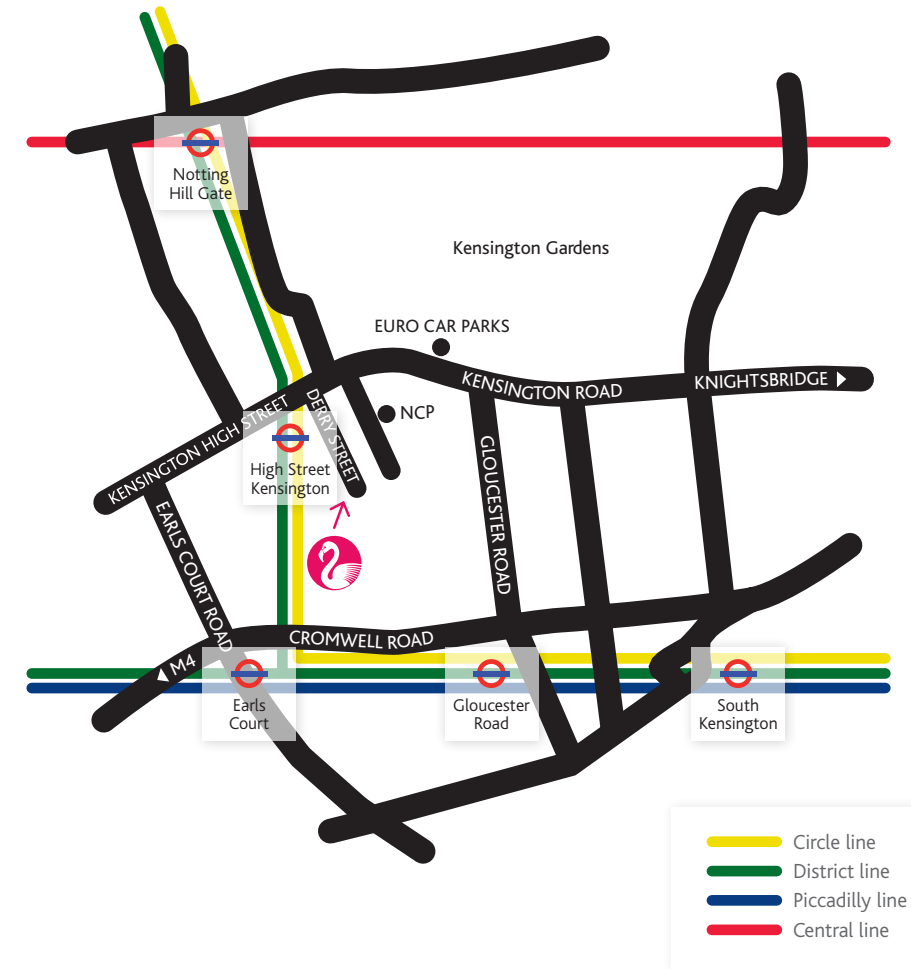 Notting
Hill Gate
Kensington Gardens
EURO CAR PARKS
KENSINGTON ROAD
KNIGHTSBRIDGE
KENSINGTON HIGH STREET
DERRY STREET
NCP
High Street
Kensington
GLOUCESTER ROAD
EARLS COURT ROAD
CROMWELL ROAD
M4
Earls
Court
Gloucester
Road
South
Kensington
Circle line
District line
Piccadilly line
Central line